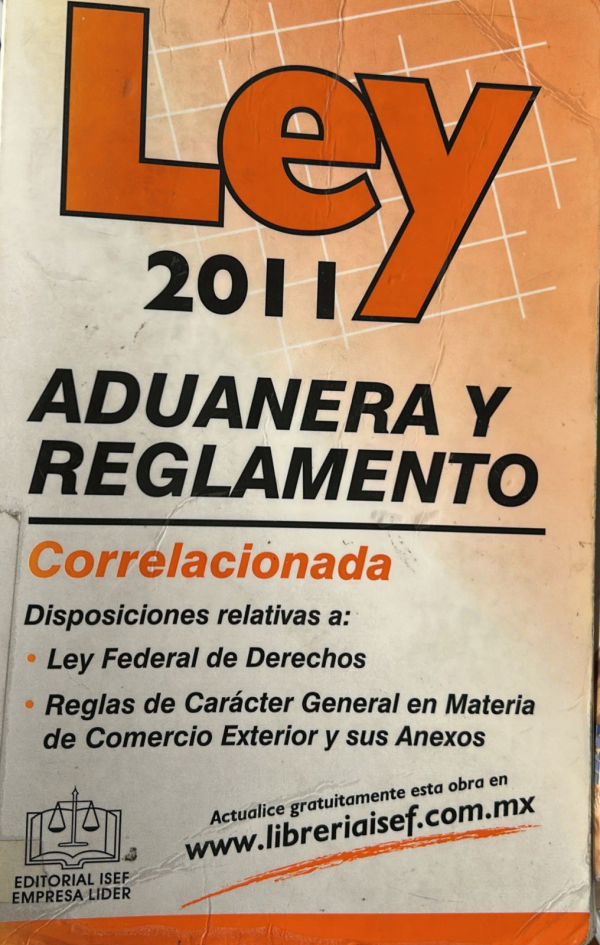 Ley
2011
ADUANERA Y
REGLAMENTO
Correlacionada
Disposiciones relativas a:
• Ley Federal de Derechos
• Reglas de Carácter General en Materia
de Comercio Exterior y sus Anexos
Actualice gratuitamente esta obra en
www.libreriaisef.com.mx
EDITORIAL ISEF
EMPRESA LIDER